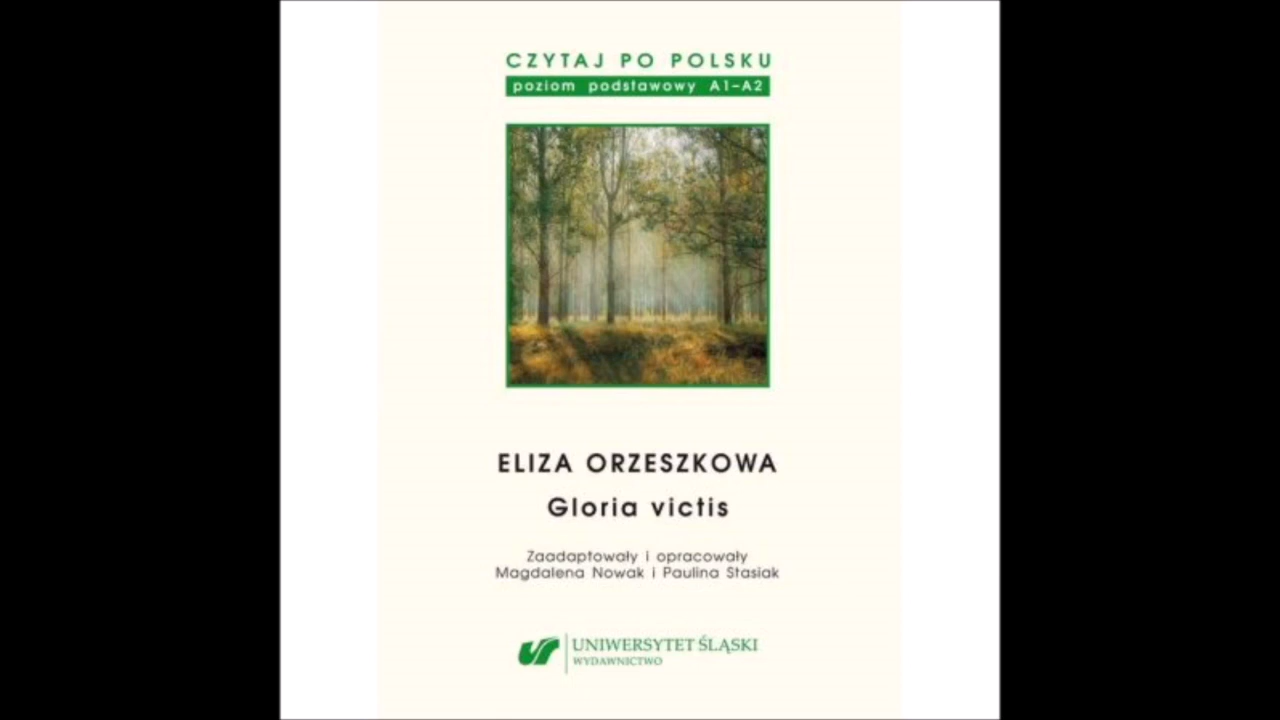 CZYTAJ PO POLSKU
poziom podstawowy A1–A2
ELIZA ORZESZKOWA
Gloria victis
Zaadaptowały i opracowały
Magdalena Nowak i Paulina Stasiak
UNIWERSYTET ŚLĄSKI
WYDAWNICTWO